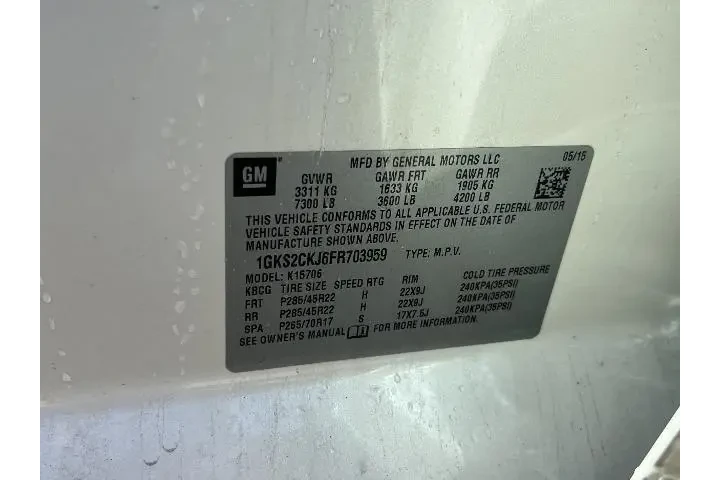 GM
MFD BY GENERAL MOTORS LLC 05/15
GVWR GAWR FRT GAWR RR
3311 KG 1633 KG 1905 KG
7300 LB 3600 LB 4200 LB
THIS VEHICLE CONFORMS TO ALL APPLICABLE U.S. FEDERAL MOTOR
VEHICLE SAFETY STANDARDS IN EFFECT ON THE DATE OF
MANUFACTURE SHOWN ABOVE.
1GKS2CKJ6FR703959 TYPE: M.P.V.
MODEL: K15706
KBCG TIRE SIZE SPEED RTG RIM COLD TIRE PRESSURE
FRT P285/45R22 H 22X9J 240KPA(35PSI)
RR P285/45R22 H 22X9J 240KPA(35PSI)
SPA P265/70R17 S 17X7.5J 240KPA(35PSI)
SEE OWNER'S MANUAL FOR ADDITIONAL INFORMATION.